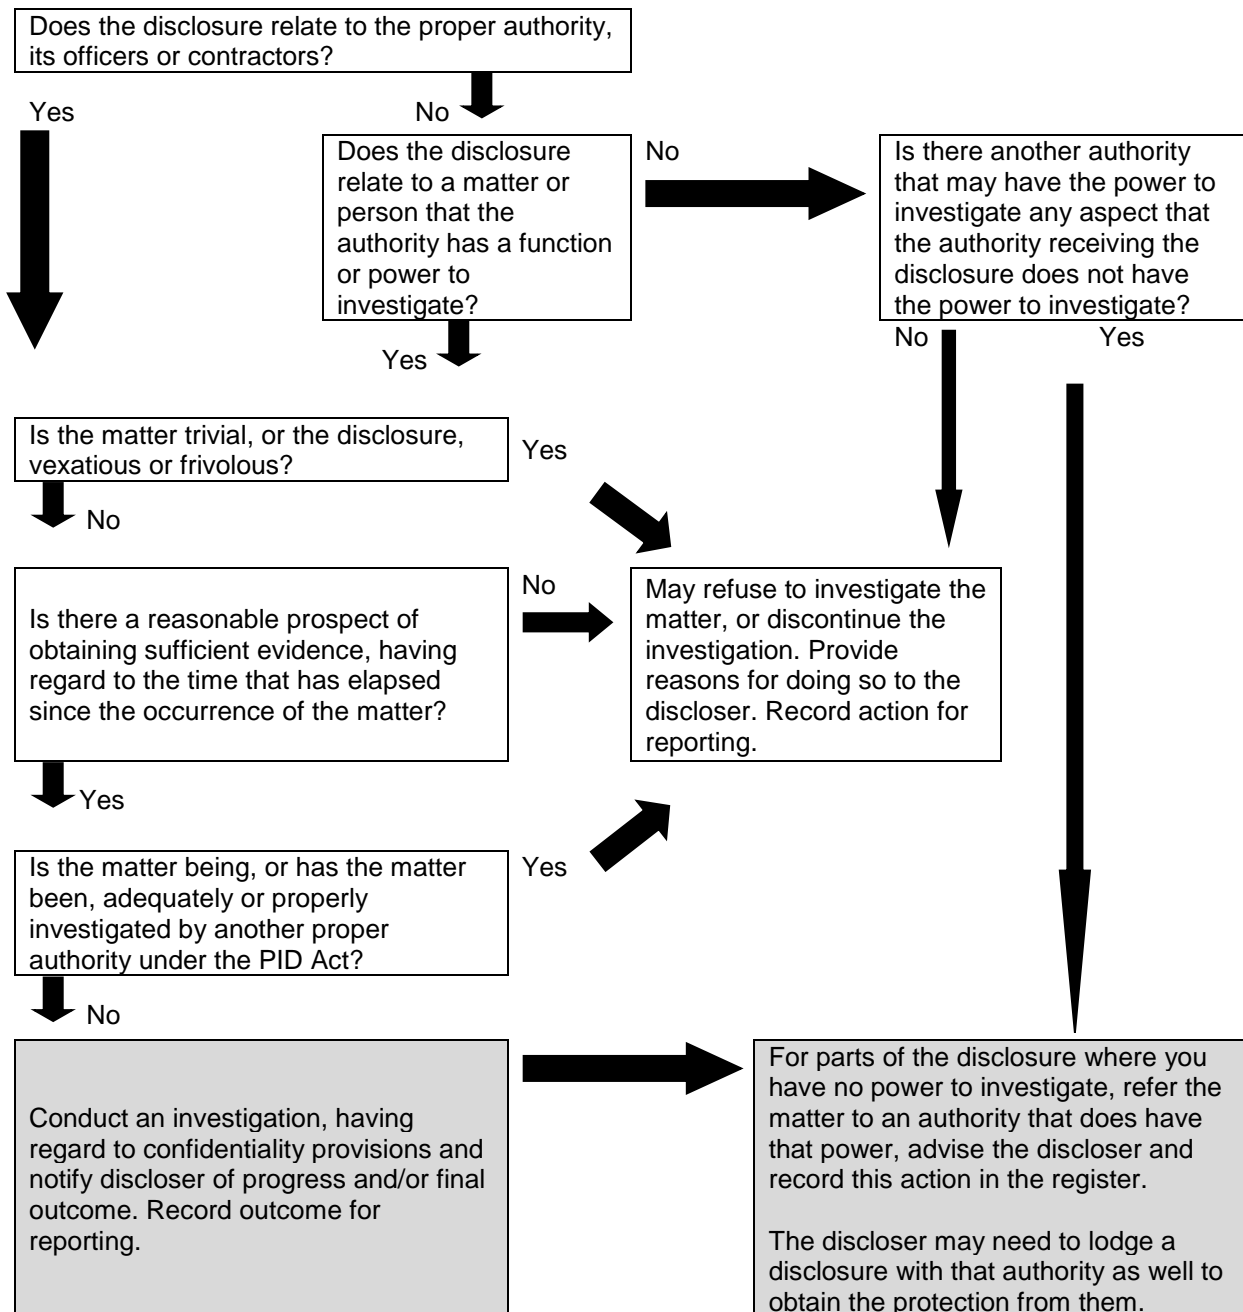 Does the disclosure relate to the proper authority,
its officers or contractors?
Yes
No
Does the disclosure
relate to a matter or
person that the
authority has a function
or power to
investigate?
No
Is there another authority
that may have the power to
investigate any aspect that
the authority receiving the
disclosure does not have
the power to investigate?
Yes
No
Yes
Is the matter trivial, or the disclosure,
vexatious or frivolous?
Yes
No
Is there a reasonable prospect of
obtaining sufficient evidence, having
regard to the time that has elapsed
since the occurrence of the matter?
No
May refuse to investigate the
matter, or discontinue the
investigation. Provide
reasons for doing so to the
discloser. Record action for
reporting.
Yes
Is the matter being, or has the matter
been, adequately or properly
investigated by another proper
authority under the PID Act?
Yes
No
Conduct an investigation, having
regard to confidentiality provisions and
notify discloser of progress and/or final
outcome. Record outcome for
reporting.
For parts of the disclosure where you
have no power to investigate, refer the
matter to an authority that does have
that power, advise the discloser and
record this action in the register.
The discloser may need to lodge a
disclosure with that authority as well to
obtain the protection from them.